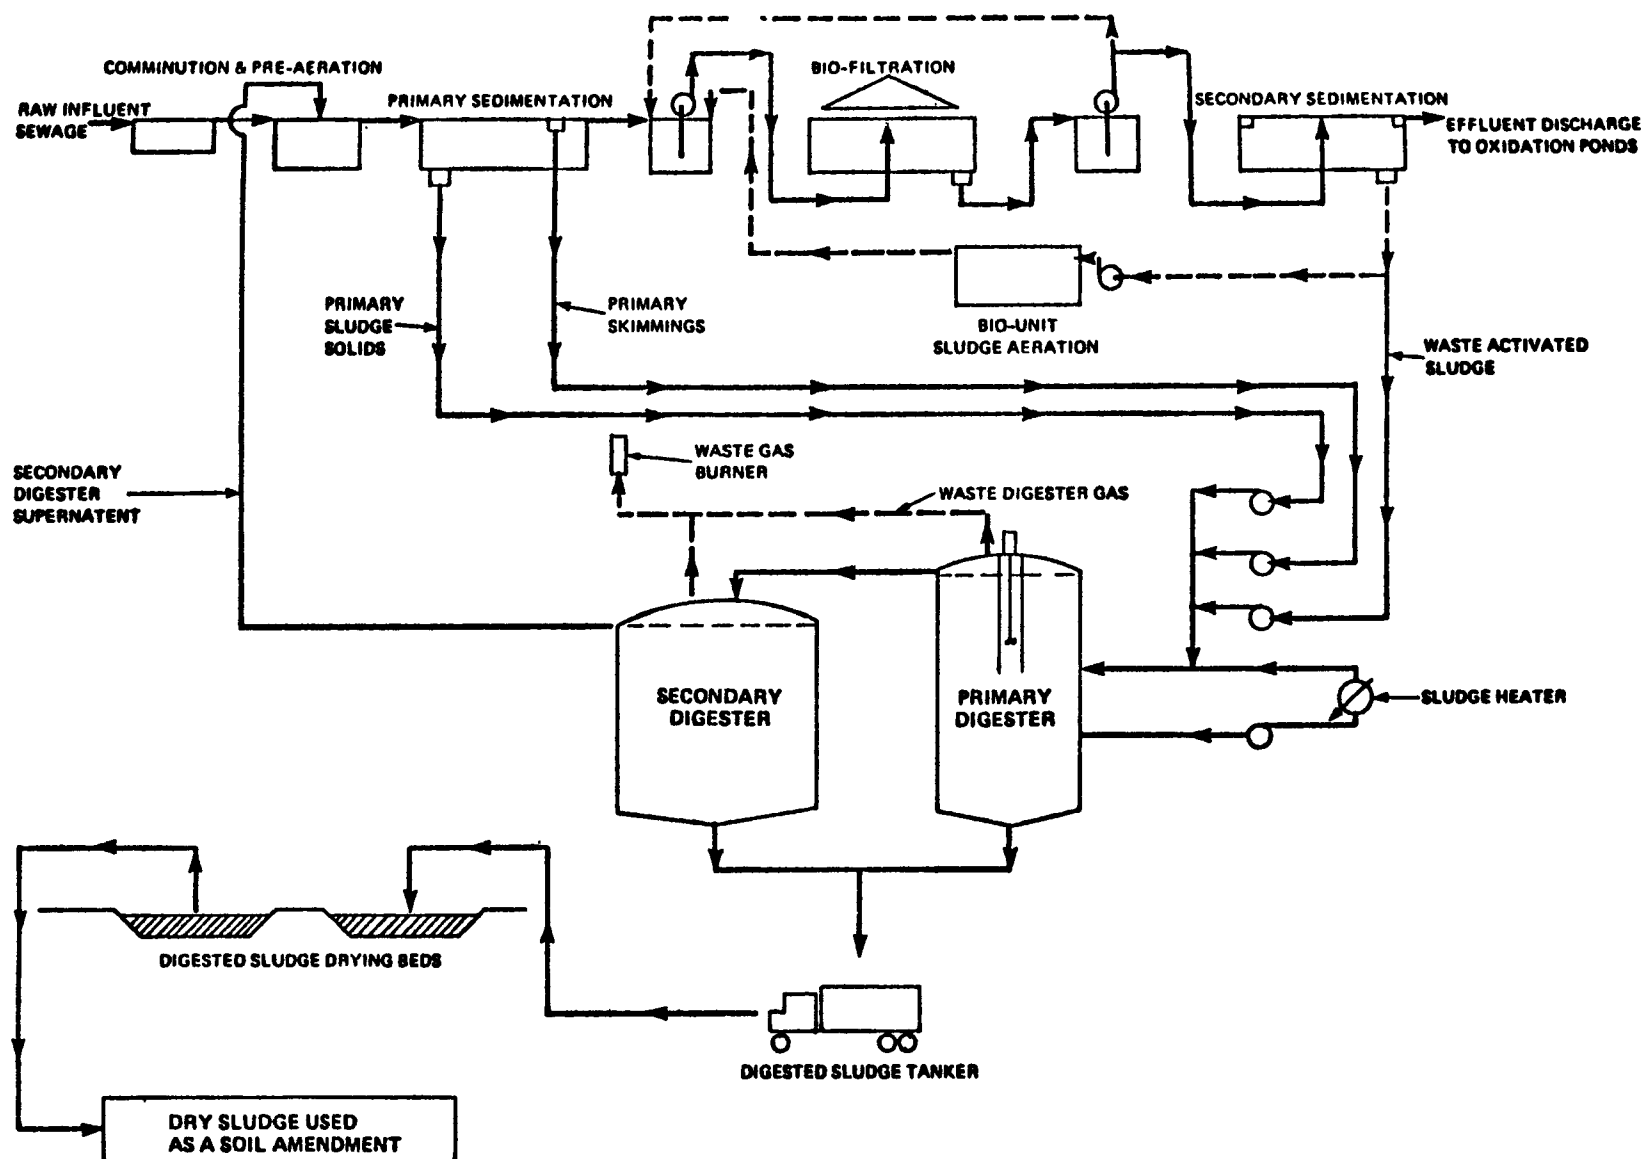 COMMINUTION & PRE-AERATION
RAW INFLUENT
SEWAGE
PRIMARY SEDIMENTATION
BIO-FILTRATION
SECONDARY SEDIMENTATION
EFFLUENT DISCHARGE
TO OXIDATION PONDS
PRIMARY
SLUDGE
SOLIDS
PRIMARY
SKIMMINGS
BIO-UNIT
SLUDGE AERATION
WASTE ACTIVATED
SLUDGE
SECONDARY
DIGESTER
SUPERNATENT
WASTE GAS
BURNER
WASTE DIGESTER GAS
SECONDARY
DIGESTER
PRIMARY
DIGESTER
SLUDGE HEATER
DIGESTED SLUDGE DRYING BEDS
DIGESTED SLUDGE TANKER
DRY SLUDGE USED
AS A SOIL AMENDMENT